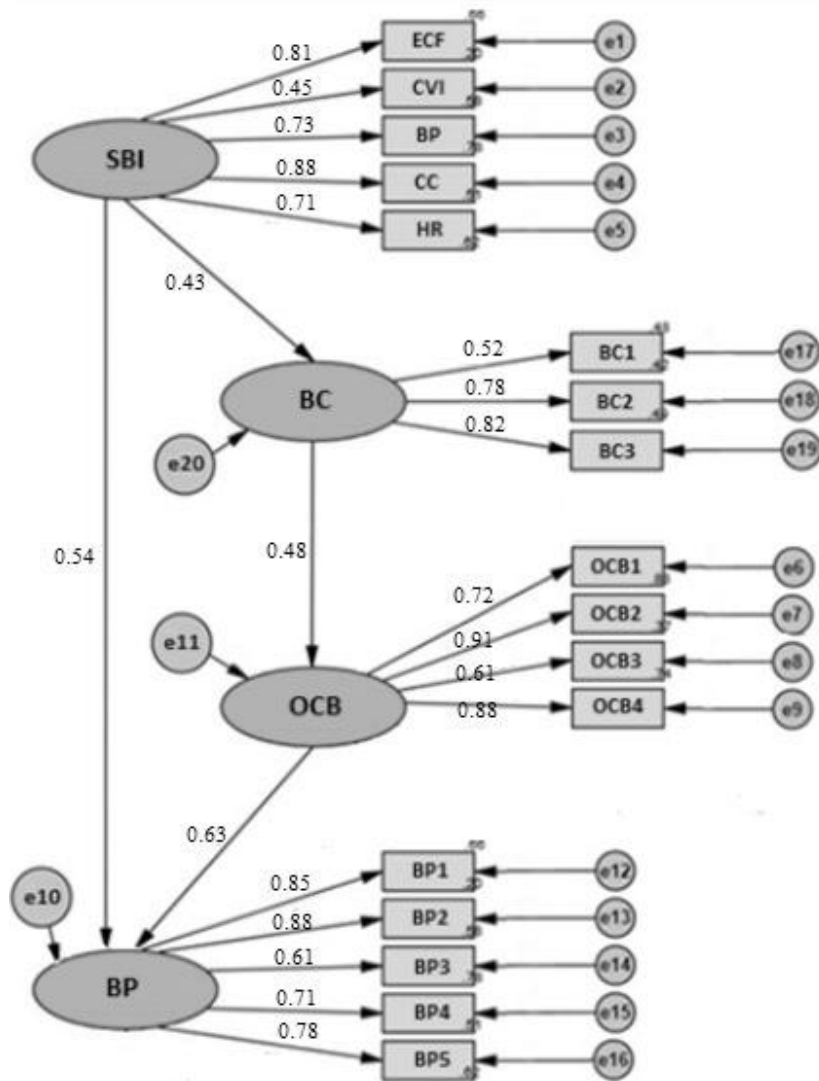 .66
ECF
e1
0.81
.20
CVI
e2
0.45
SBI
BP
e3
0.73
CC
e4
0.88
HR
e5
0.71
0.43
BC1
e17
0.52
BC
BC2
e18
0.78
BC3
e19
0.82
e20
0.54
0.48
OCB1
e6
0.72
OCB2
e7
0.91
e11
OCB3
e8
0.61
OCB
OCB4
e9
0.88
0.63
.66
BP1
e12
0.85
.20
e10
BP2
e13
0.88
BP
BP3
e14
0.61
BP4
e15
0.71
BP5
e16
0.78